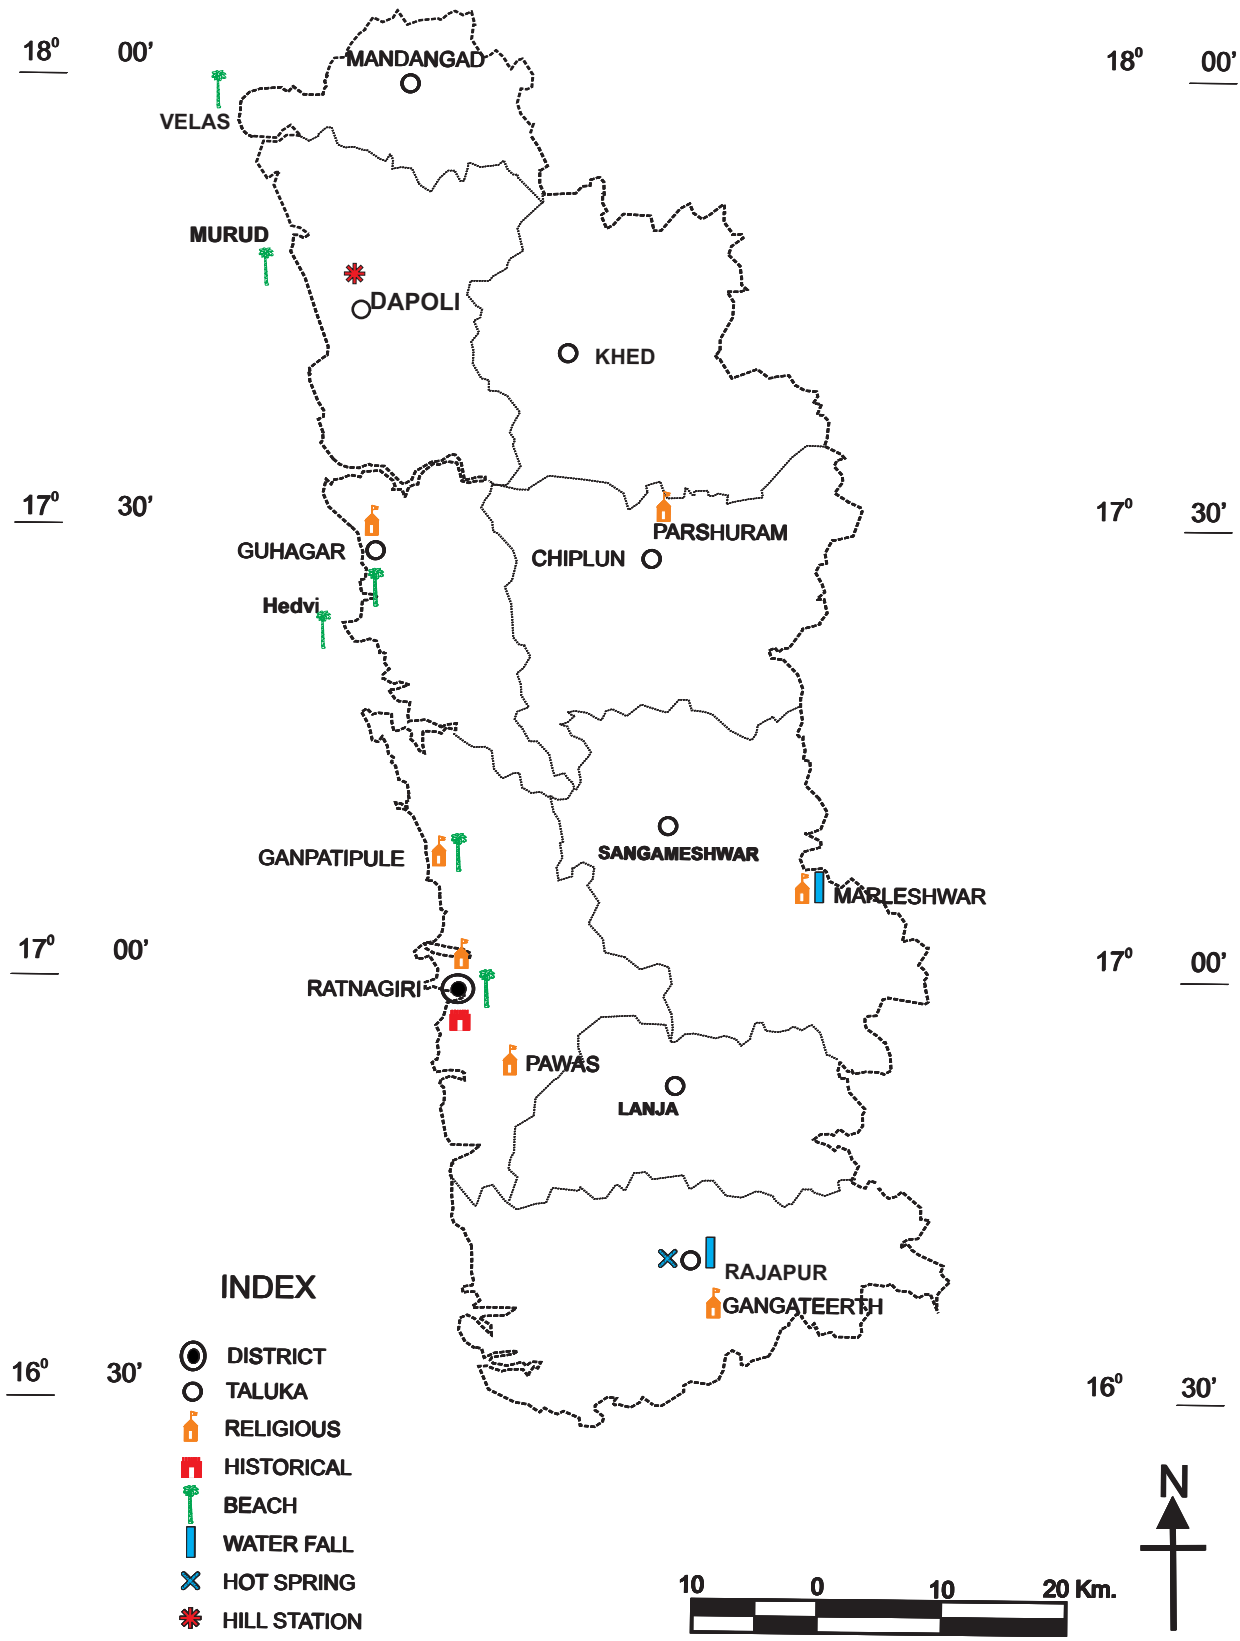 18⁰ 00'
18⁰ 00'
MANDANGAD
VELAS
MURUD
DAPOLI
KHED
17⁰ 30'
17⁰ 30'
PARSHURAM
GUHAGAR
CHIPLUN
Hedvi
GANPATIPULE
SANGAMESHWAR
MARLESHWAR
17⁰ 00'
17⁰ 00'
RATNAGIRI
PAWAS
LANJA
RAJAPUR
GANGATEERTH
INDEX
DISTRICT
16⁰ 30'
16⁰ 30'
TALUKA
RELIGIOUS
HISTORICAL
BEACH
WATER FALL
HOT SPRING
HILL STATION
N
10 0 10 20 Km.